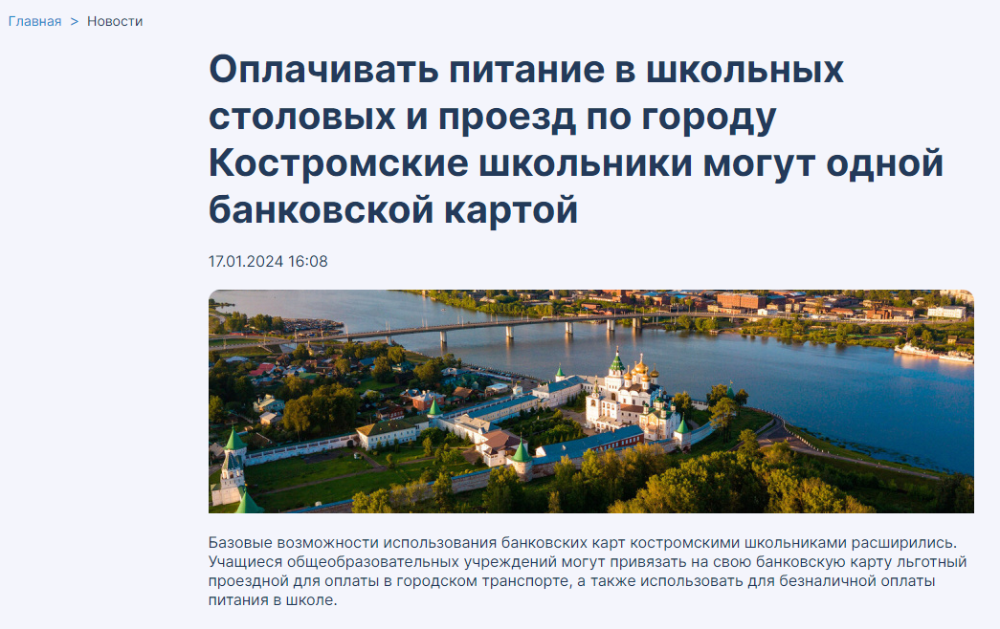 Главная > Новости
Оплачивать питание в школьных
столовых и проезд по городу
Костромские школьники могут одной
банковской картой
17.01.2024 16:08
Базовые возможности использования банковских карт костромскими школьниками расширились.
Учащиеся общеобразовательных учреждений могут привязать на свою банковскую карту льготный
проездной для оплаты в городском транспорте, а также использовать для безналичной оплаты
питания в школе.